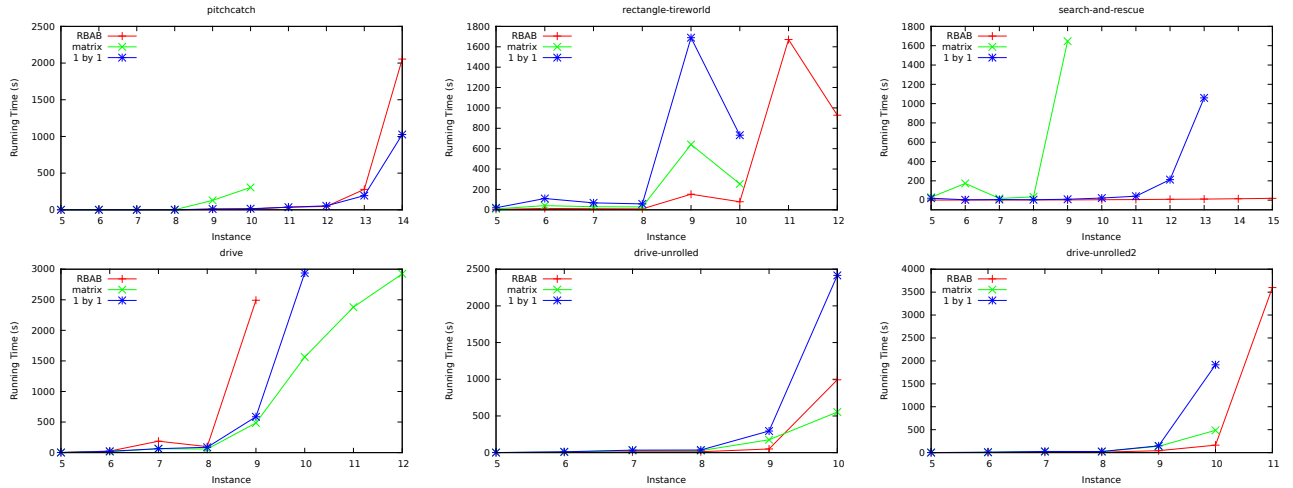 pitchcatch
2500
2000
1500
1000
500
0
5 6 7 8 9 10 11 12 13 14
Running Time (s)
Instance
RBAB
matrix
1 by 1
rectangle-tireworld
1800
1600
1400
1200
1000
800
600
400
200
0
5 6 7 8 9 10 11 12
Running Time (s)
Instance
RBAB
matrix
1 by 1
search-and-rescue
1800
1600
1400
1200
1000
800
600
400
200
0
5 6 7 8 9 10 11 12 13 14 15
Running Time (s)
Instance
RBAB
matrix
1 by 1
drive
3000
2500
2000
1500
1000
500
0
5 6 7 8 9 10 11 12
Running Time (s)
Instance
RBAB
matrix
1 by 1
drive-unrolled
2500
2000
1500
1000
500
0
5 6 7 8 9 10
Running Time (s)
Instance
RBAB
matrix
1 by 1
drive-unrolled2
4000
3500
3000
2500
2000
1500
1000
500
0
5 6 7 8 9 10 11
Running Time (s)
Instance
RBAB
matrix
1 by 1